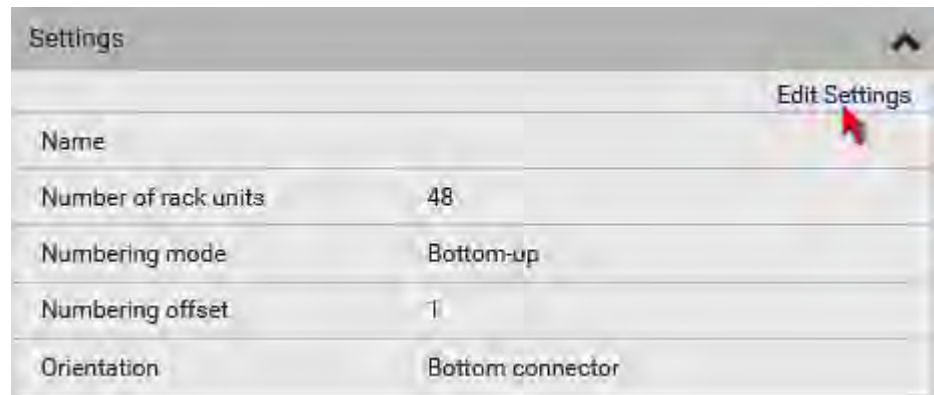 Settings
Edit Settings
Name
Number of rack units 48
Numbering mode Bottom-up
Numbering offset 1
Orientation Bottom connector